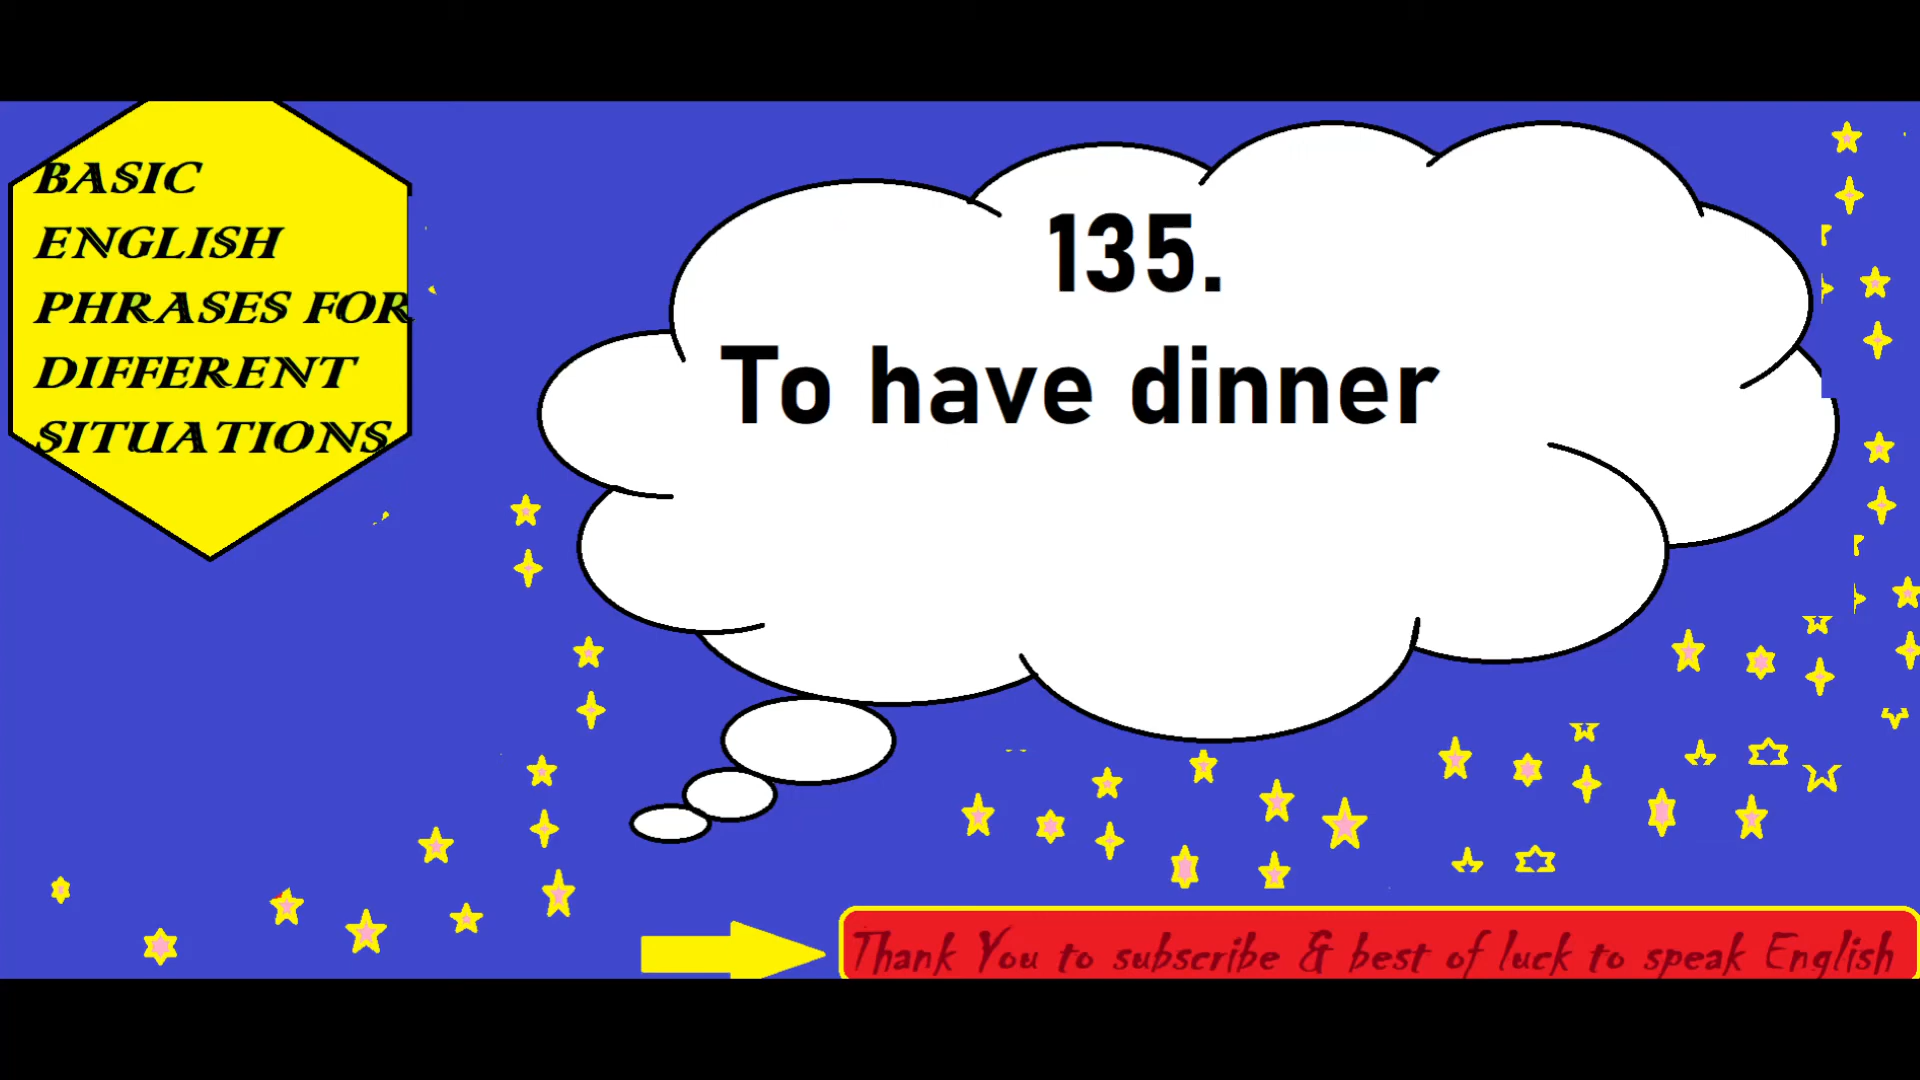 BASIC
ENGLISH
PHRASES FOR
DIFFERENT
SITUATIONS
135.
To have dinner
Thank You to subscribe & best of luck to speak English